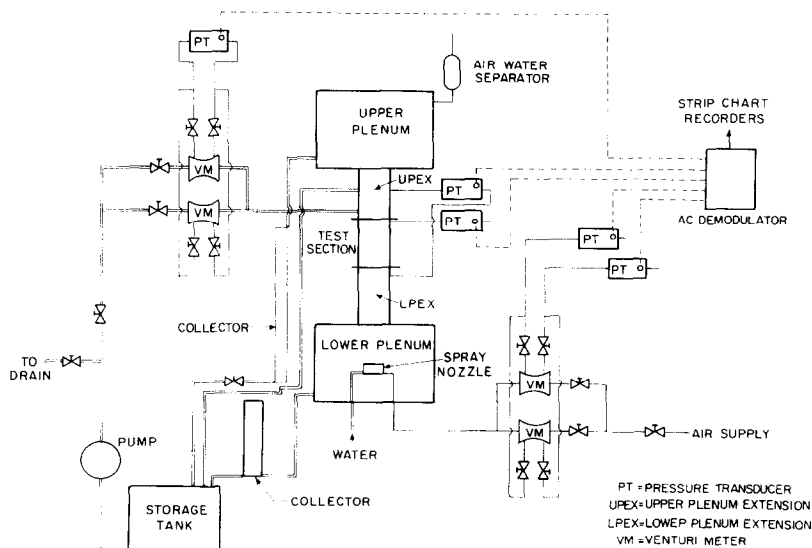 PT
AIR WATER
SEPARATOR
UPPER
PLENUM
STRIP CHART
RECORDERS
VM
UPEX
PT
VM
PT
AC DEMODULATOR
TEST
SECTION
PT
PT
LPEX
COLLECTOR
LOWER PLENUM
SPRAY
NOZZLE
TO
DRAIN
VM
VM
AIR SUPPLY
PUMP
WATER
COLLECTOR
STORAGE
TANK
PT = PRESSURE TRANSDUCER
UPEX = UPPER PLENUM EXTENSION
LPEX = LOWER PLENUM EXTENSION
VM = VENTURI METER